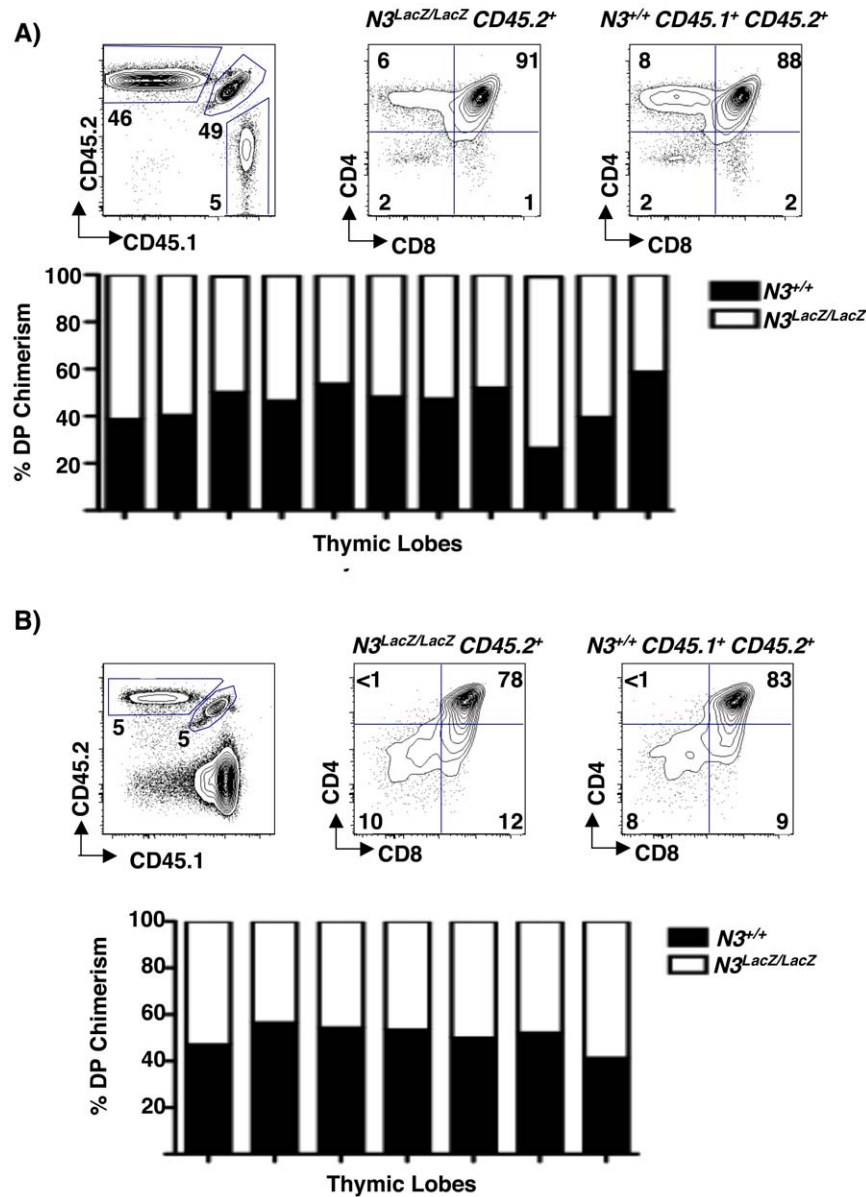 A)
N3LacZ/LacZ CD45.2+
N3+/+ CD45.1+ CD45.2+
46
49
5
CD45.2
CD45.1
6
91
2
1
CD4
CD8
8
88
2
2
CD4
CD8
100
80
60
40
20
% DP Chimerism
Thymic Lobes
N3+/+
N3LacZ/LacZ
B)
N3LacZ/LacZ CD45.2+
N3+/+ CD45.1+ CD45.2+
5
5
CD45.2
CD45.1
<1
78
10
12
CD4
CD8
<1
83
8
9
CD4
CD8
100
80
60
40
20
% DP Chimerism
Thymic Lobes
N3+/+
N3LacZ/LacZ